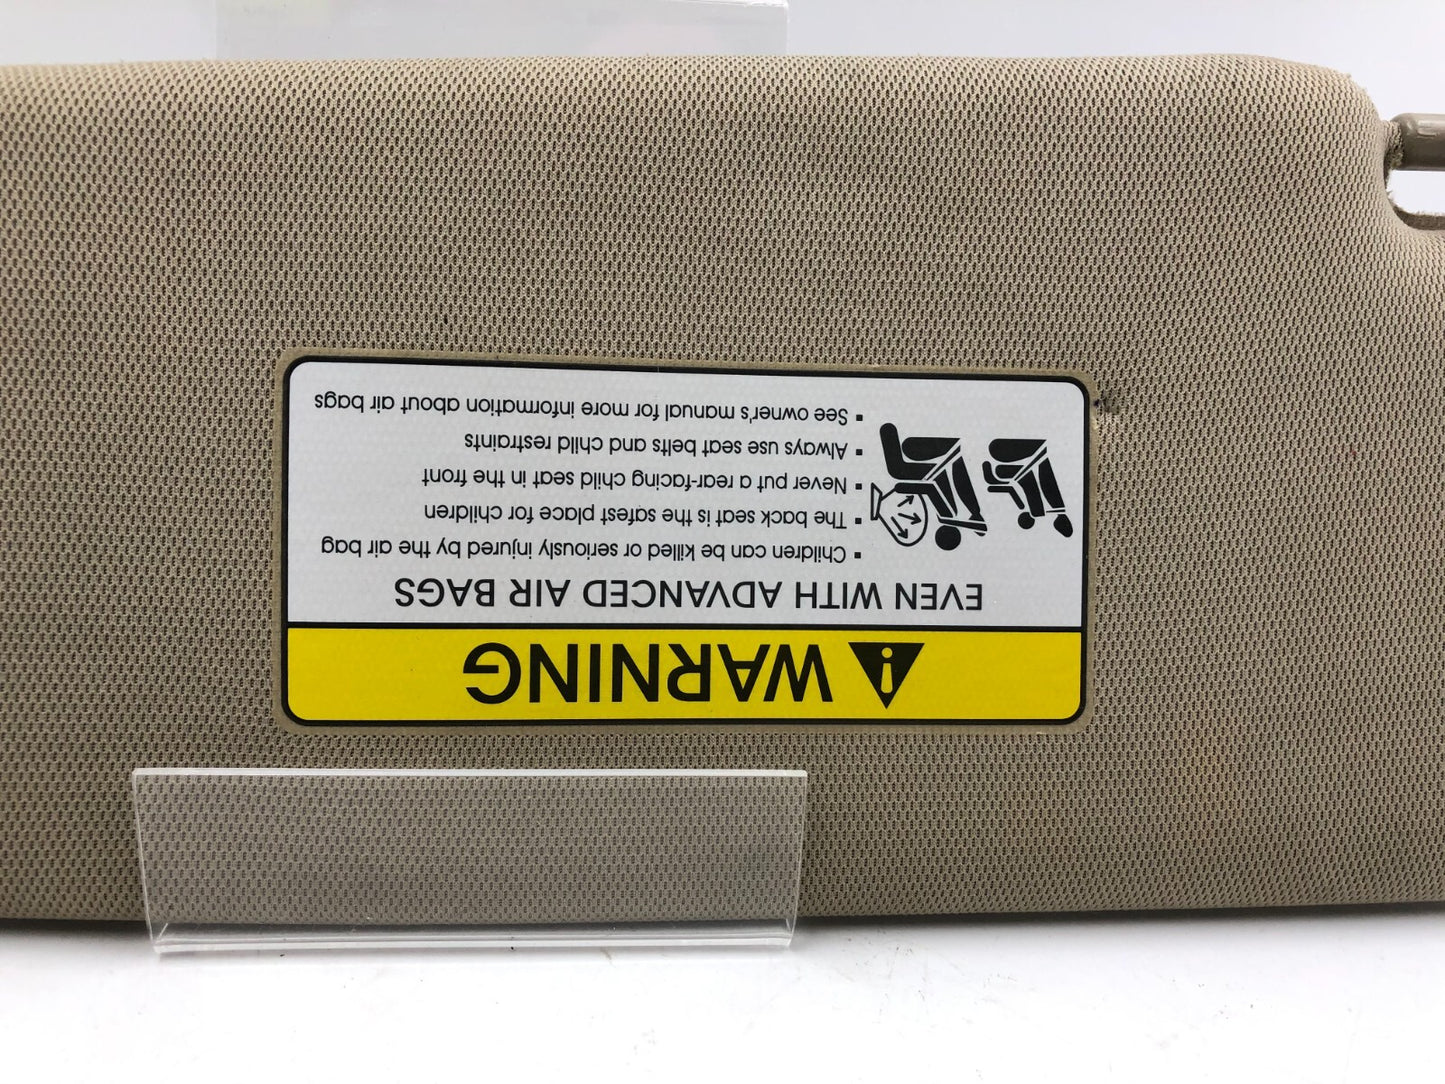 WARNING
EVEN WITH ADVANCED AIR BAGS
▪ Children can be killed or seriously injured by the air bag
▪ The back seat is the safest place for children
▪ Never put a rear-facing child seat in the front
▪ Always use seat belts and child restraints
▪ See owner's manual for more information about air bags